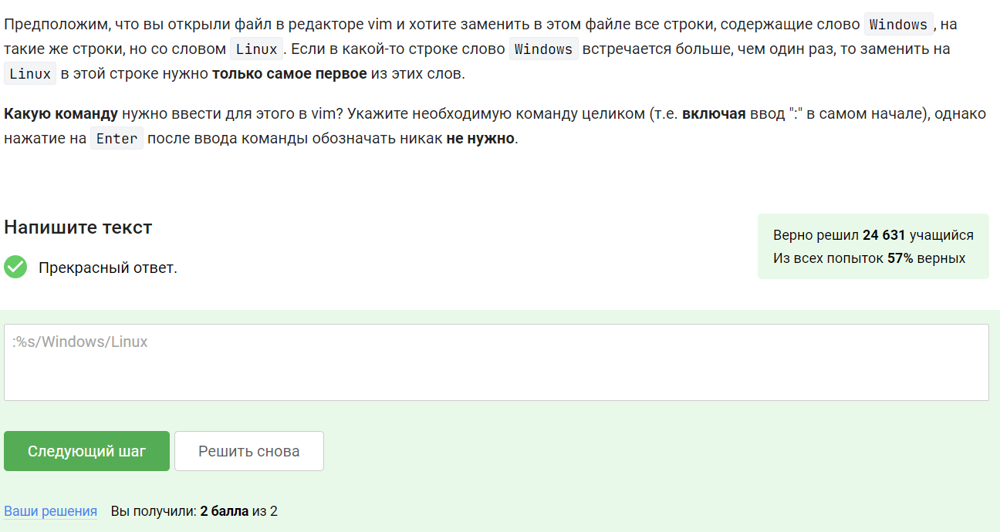 Предположим, что вы открыли файл в редакторе vim и хотите заменить в этом файле все строки, содержащие слово Windows, на
такие же строки, но со словом Linux. Если в какой-то строке слово Windows встречается больше, чем один раз, то заменить на
Linux в этой строке нужно только самое первое из этих слов.
Какую команду нужно ввести для этого в vim? Укажите необходимую команду целиком (т.е. включая ввод ":" в самом начале), однако
нажатие на Enter после ввода команды обозначать никак не нужно.
Напишите текст
Верно решил 24 631 учащийся
Из всех попыток 57% верных
Прекрасный ответ.
:%s/Windows/Linux
Следующий шаг
Решить снова
Ваши решения Вы получили: 2 балла из 2